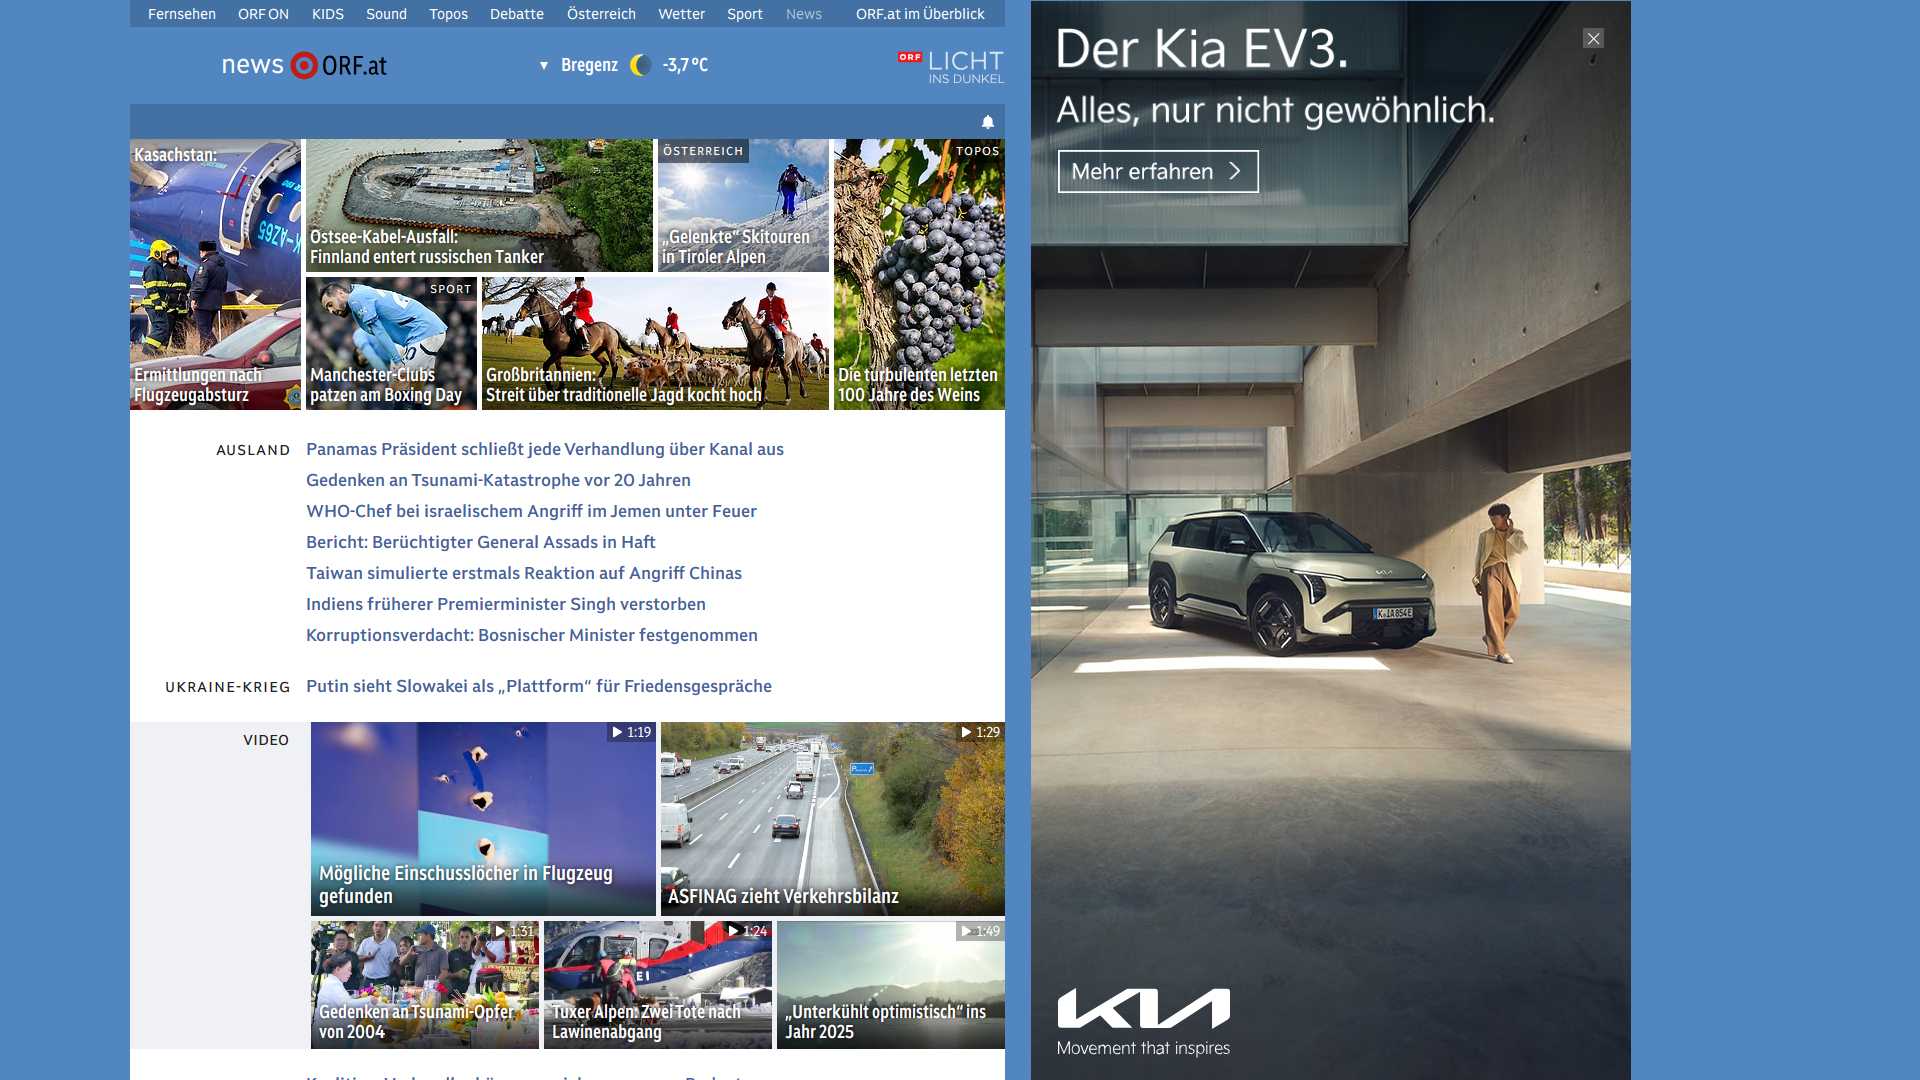 Fernsehen ORF ON KIDS Sound Topos Debatte Österreich Wetter Sport News ORF.at im Überblick
news ORF.at
Bregenz -3,7 °C
ORF LICHT
INS DUNKEL
Kasachstan:
Ermittlungen nach
Flugzeugabsturz
Ostsee-Kabel-Ausfall:
Finnland entert russischen Tanker
ÖSTERREICH
„Gelenkte“ Skitouren
in Tiroler Alpen
TOPOS
Die turbulenten letzten
100 Jahre des Weins
SPORT
Manchester-Clubs
patzen am Boxing Day
Großbritannien:
Streit über traditionelle Jagd kocht hoch
AUSLAND
Panamas Präsident schließt jede Verhandlung über Kanal aus
Gedenken an Tsunami-Katastrophe vor 20 Jahren
WHO-Chef bei israelischem Angriff im Jemen unter Feuer
Bericht: Berüchtigter General Assads in Haft
Taiwan simulierte erstmals Reaktion auf Angriff Chinas
Indiens früherer Premierminister Singh verstorben
Korruptionsverdacht: Bosnischer Minister festgenommen
UKRAINE-KRIEG
Putin sieht Slowakei als „Plattform“ für Friedensgespräche
VIDEO
1:19
Mögliche Einschusslöcher in Flugzeug
gefunden
1:29
ASFINAG zieht Verkehrsbilanz
1:31
Gedenken an Tsunami-Opfer
von 2004
1:24
Tuxer Alpen: Zwei Tote nach
Lawinenabgang
1:49
„Unterkühlt optimistisch“ ins
Jahr 2025
Der Kia EV3.
Alles, nur nicht gewöhnlich.
Mehr erfahren
KIA
Movement that inspires